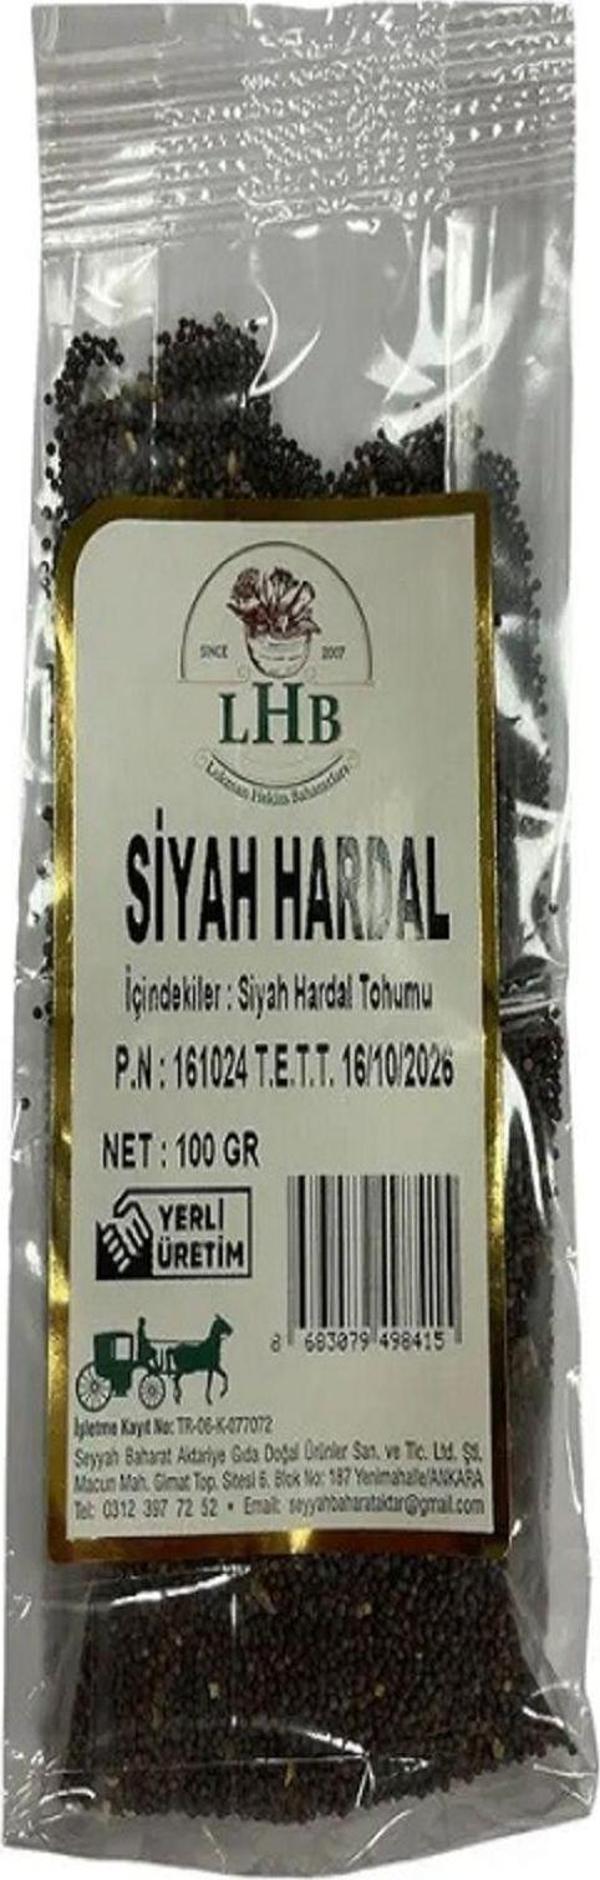 SINCE 2007
LHB
Lokman Hekim Baharatları
SİYAH HARDAL
İçindekiler : Siyah Hardal Tohumu
P.N : 161024 T.E.T.T. 16/10/2026
NET : 100 GR
YERLİ
ÜRETİM
8 683079 498415
İşletme Kayıt No: TR-06-K-077072
Seyyah Baharat Aktariye Gıda Doğal Ürünler San. ve Tic. Ltd. Şti.
Macun Mah. Gimat Top. Sitesi 6. Blok No: 187 Yenimahalle/ANKARA
Tel: 0312 397 72 52 • Email: seyyahbaharataktar@gmail.com